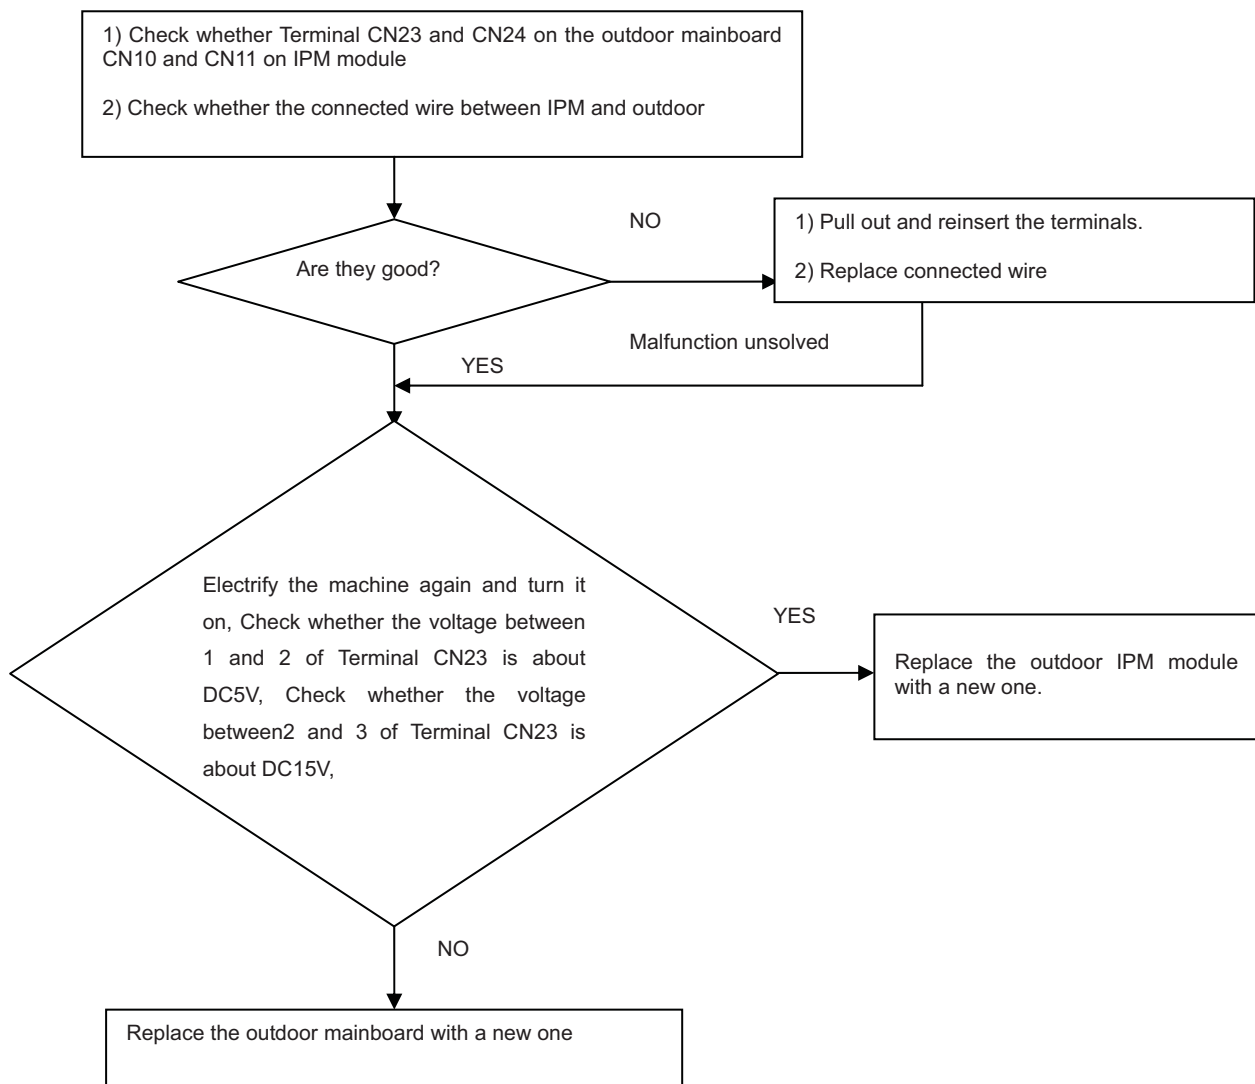 1) Check whether Terminal CN23 and CN24 on the outdoor mainboard
CN10 and CN11 on IPM module
2) Check whether the connected wire between IPM and outdoor
NO
1) Pull out and reinsert the terminals.
2) Replace connected wire
Are they good?
Malfunction unsolved
YES
Electrify the machine again and turn it
on, Check whether the voltage between
1 and 2 of Terminal CN23 is about
DC5V, Check whether the voltage
between2 and 3 of Terminal CN23 is
about DC15V,
YES
Replace the outdoor IPM module
with a new one.
NO
Replace the outdoor mainboard with a new one